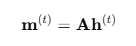 𝐦⁽ᵗ⁾ = 𝐀𝐡⁽ᵗ⁾